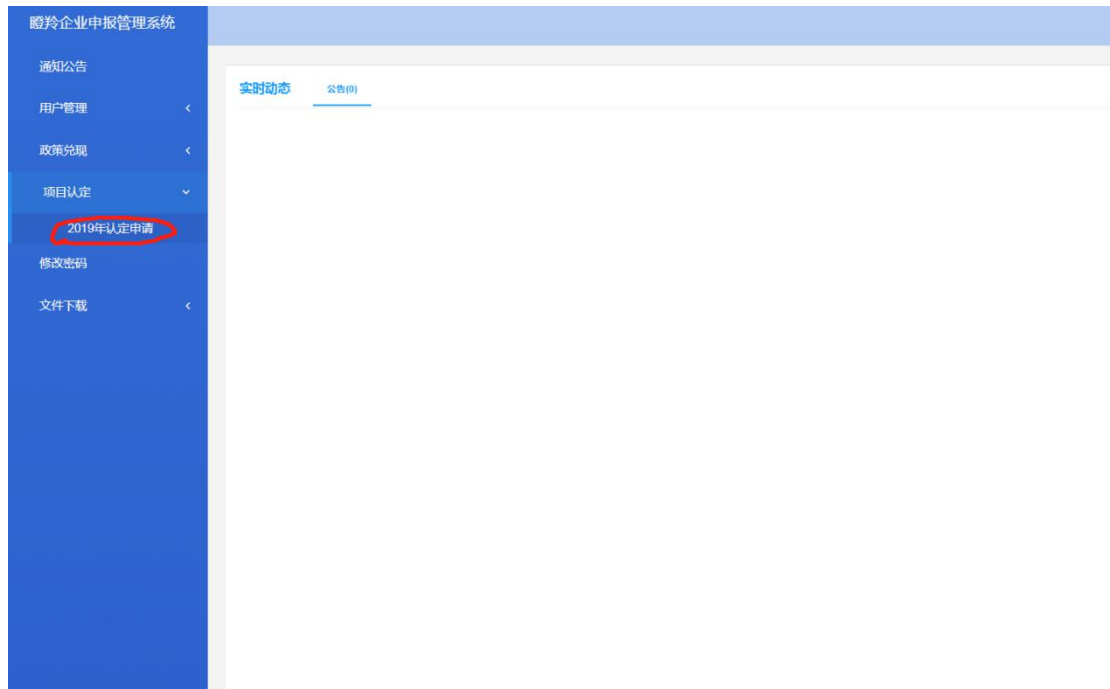 瞪羚企业申报管理系统
通知公告
用户管理
政策兑现
项目认定
2019年认定申请
修改密码
文件下载
实时动态 公告(0)